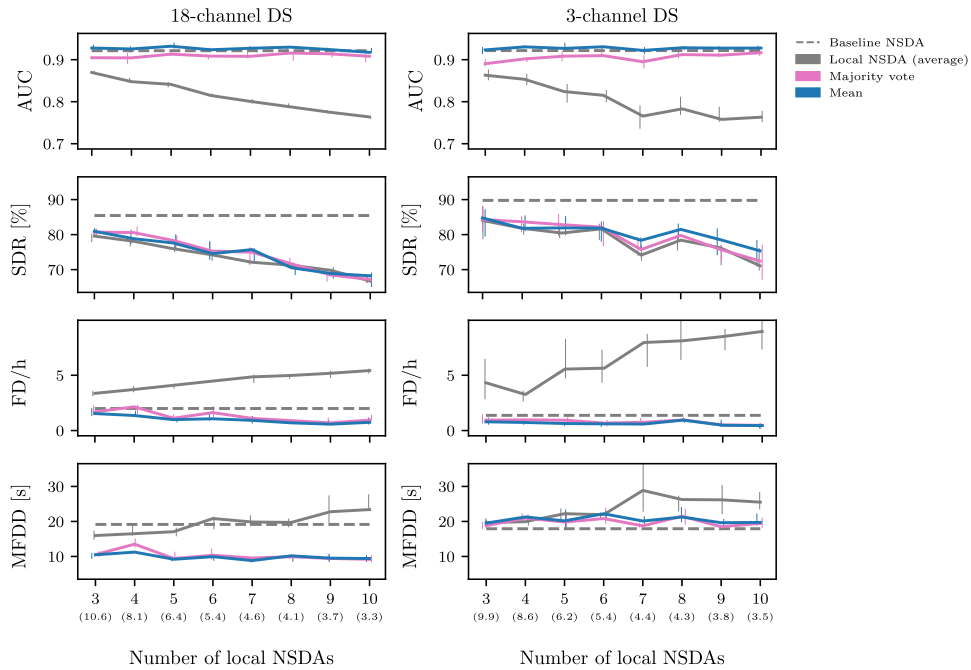 18-channel DS
3-channel DS
AUC
0.9
0.8
0.7
AUC
0.9
0.8
0.7
Baseline NSDA
Local NSDA (average)
Majority vote
Mean
SDR [%]
90
80
70
SDR [%]
90
80
70
FD/h
5
0
FD/h
5
0
MFDD [s]
30
20
10
MFDD [s]
30
20
10
3 4 5 6 7 8 9 10
(10.6) (8.1) (6.4) (5.4) (4.6) (4.1) (3.7) (3.3)
Number of local NSDAs
3 4 5 6 7 8 9 10
(9.9) (8.6) (6.2) (5.4) (4.4) (4.3) (3.8) (3.5)
Number of local NSDAs